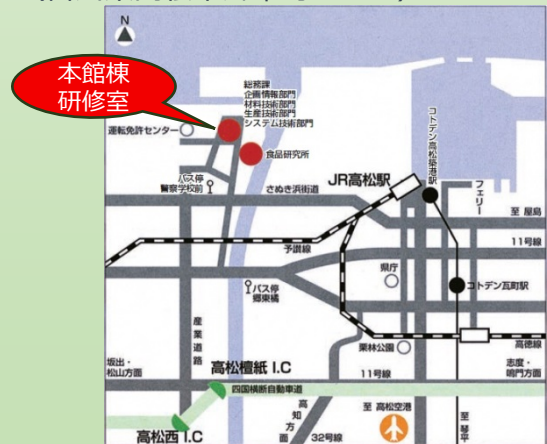 N
本館棟
研修室
総務課
企画情報部門
材料技術部門
生産技術部門
システム技術部門
運転免許センター
食品研究所
バス停
警察学校前
さぬき浜街道
JR高松駅
コトデン高松築港駅
フェリー
至 屋島
11号線
予讃線
県庁
バス停
郷東橋
コトデン瓦町駅
産業道路
栗林公園
高徳線
坂出・
松山方面
高松檀紙 I.C
11号線
志度・
鳴門方面
四国横断自動車道
高知方面
至 高松空港
至 琴平
高松西 I.C
32号線